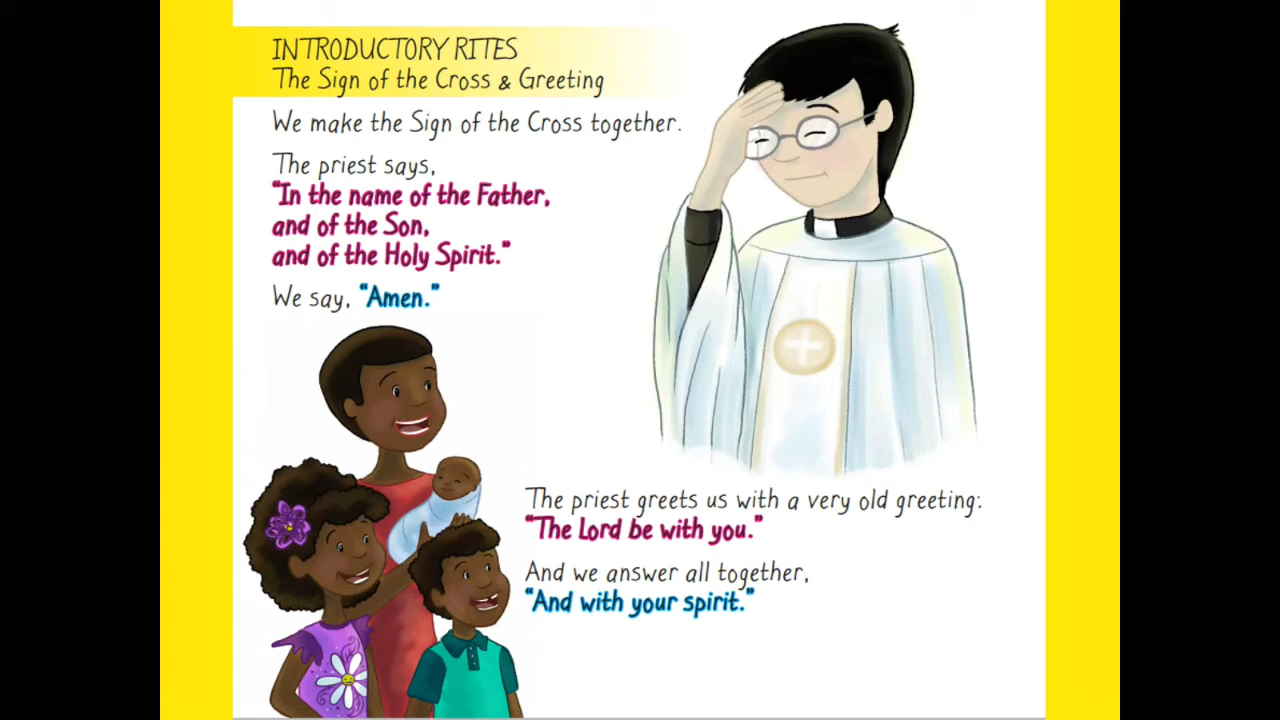 INTRODUCTORY RITES
The Sign of the Cross & Greeting
We make the Sign of the Cross together.
The priest says,
"In the name of the Father,
and of the Son,
and of the Holy Spirit."
We say, "Amen."
The priest greets us with a very old greeting:
"The Lord be with you."
And we answer all together,
"And with your spirit."